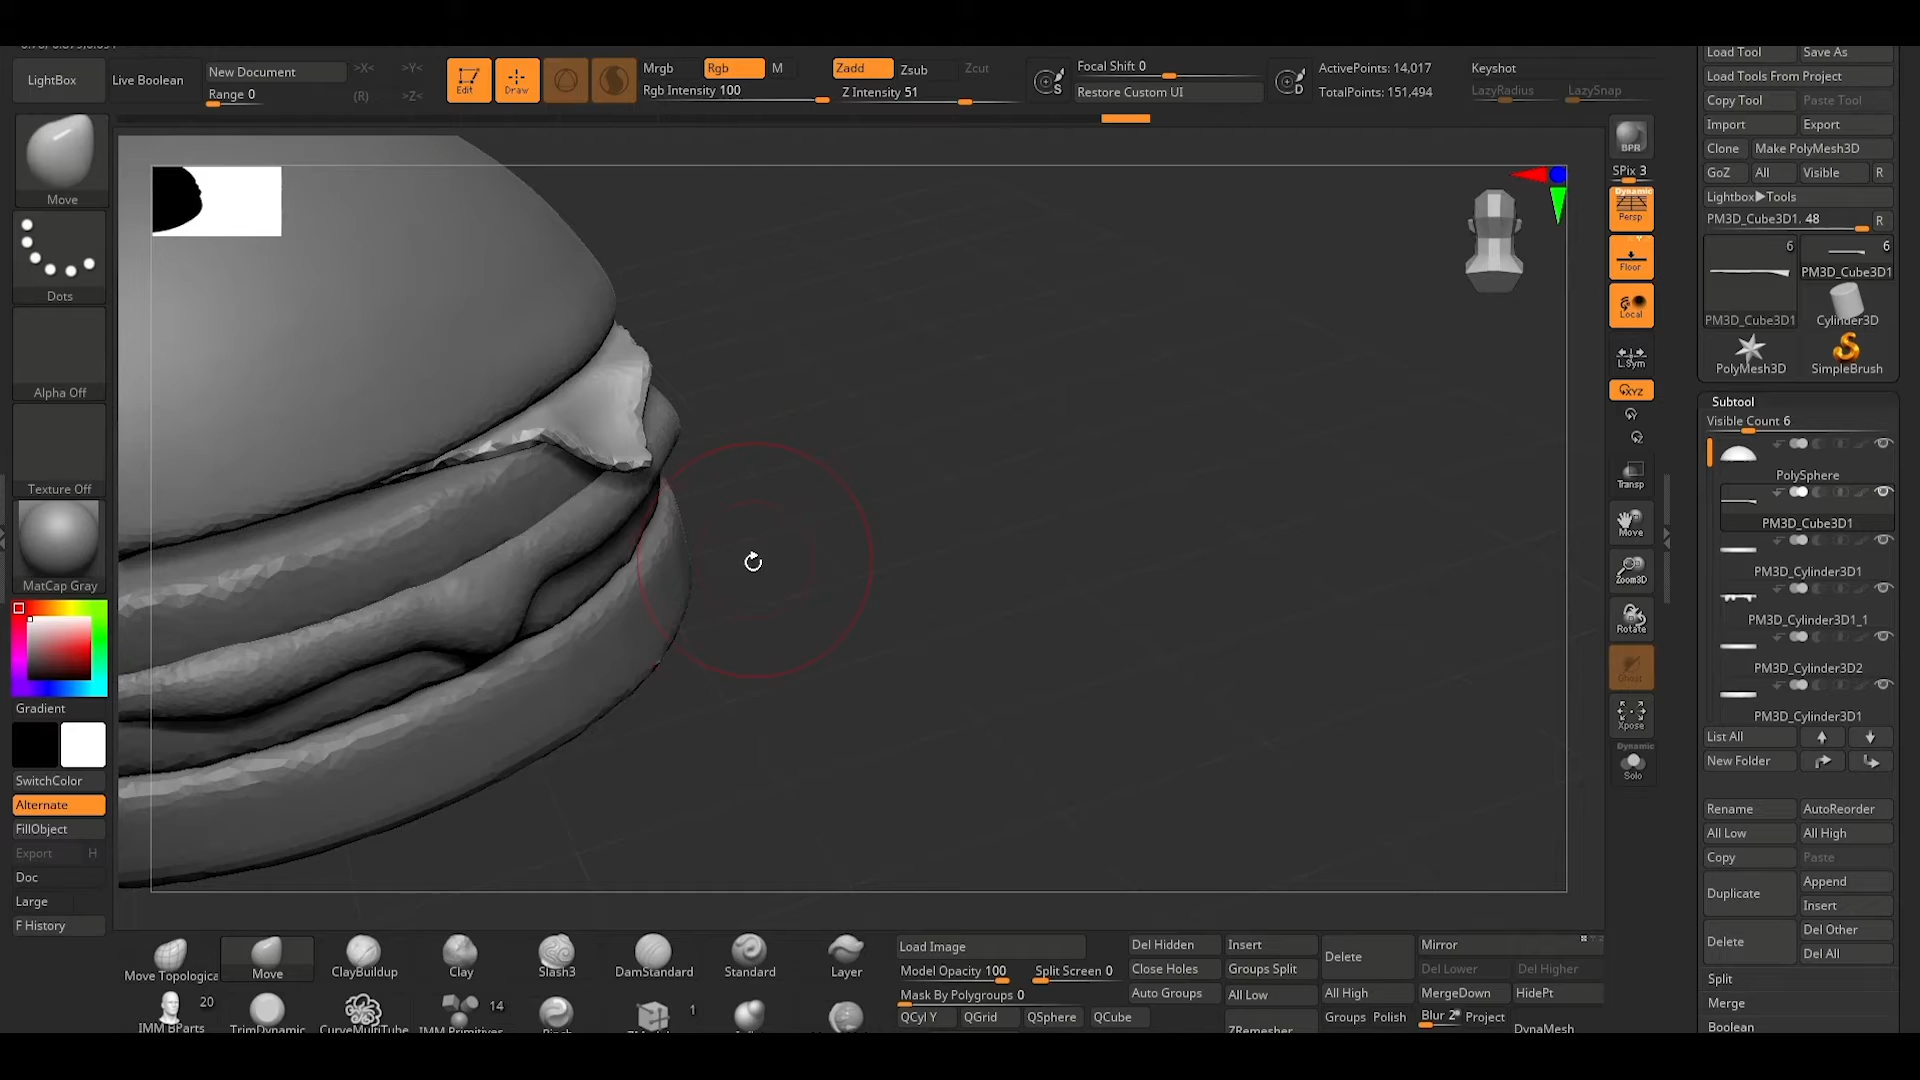 LightBox
Live Boolean
New Document
Range 0
>X<
>Y<
(R)
>Z<
Edit
Draw
Mrgb
Rgb
M
Rgb Intensity 100
Zadd
Zsub
Zcut
Z Intensity 51
S
Focal Shift 0
Restore Custom UI
D
ActivePoints: 14,017
TotalPoints: 151,494
Keyshot
LazyRadius
LazySnap
Load Tool
Save As
Load Tools From Project
Copy Tool
Paste Tool
Import
Export
Clone
Make PolyMesh3D
GoZ
All
Visible
R
Lightbox▶Tools
PM3D_Cube3D1. 48
R
6
6
PM3D_Cube3D1
PM3D_Cube3D1
Cylinder3D
PolyMesh3D
SimpleBrush
Subtool
Visible Count 6
PolySphere
PM3D_Cube3D1
PM3D_Cylinder3D1
PM3D_Cylinder3D1_1
PM3D_Cylinder3D2
PM3D_Cylinder3D1
List All
New Folder
Rename
AutoReorder
All Low
All High
Copy
Paste
Duplicate
Append
Insert
Delete
Del Other
Del All
Split
Merge
Boolean
Move
Dots
Alpha Off
Texture Off
MatCap Gray
Gradient
SwitchColor
Alternate
FillObject
Export
H
Doc
Large
F History
BPR
SPix 3
Dynamic
Persp
Floor
Local
L.Sym
XYZ
Transp
Move
Zoom3D
Rotate
Ghost
Xpose
Dynamic
Solo
Move Topologica
Move
ClayBuildup
Clay
Slash3
DamStandard
Standard
Layer
20
IMM BParts
TrimDynamic
CurveMultiTube
14
IMM Primitives
Pinch
1
Load Image
Model Opacity 100
Split Screen 0
Mask By Polygroups 0
QCyl Y
QGrid
QSphere
QCube
Del Hidden
Insert
Delete
Mirror
Close Holes
Groups Split
Del Lower
Del Higher
Auto Groups
All Low
All High
MergeDown
HidePt
ZRemesher
Groups
Polish
Blur 2
Project
DynaMesh